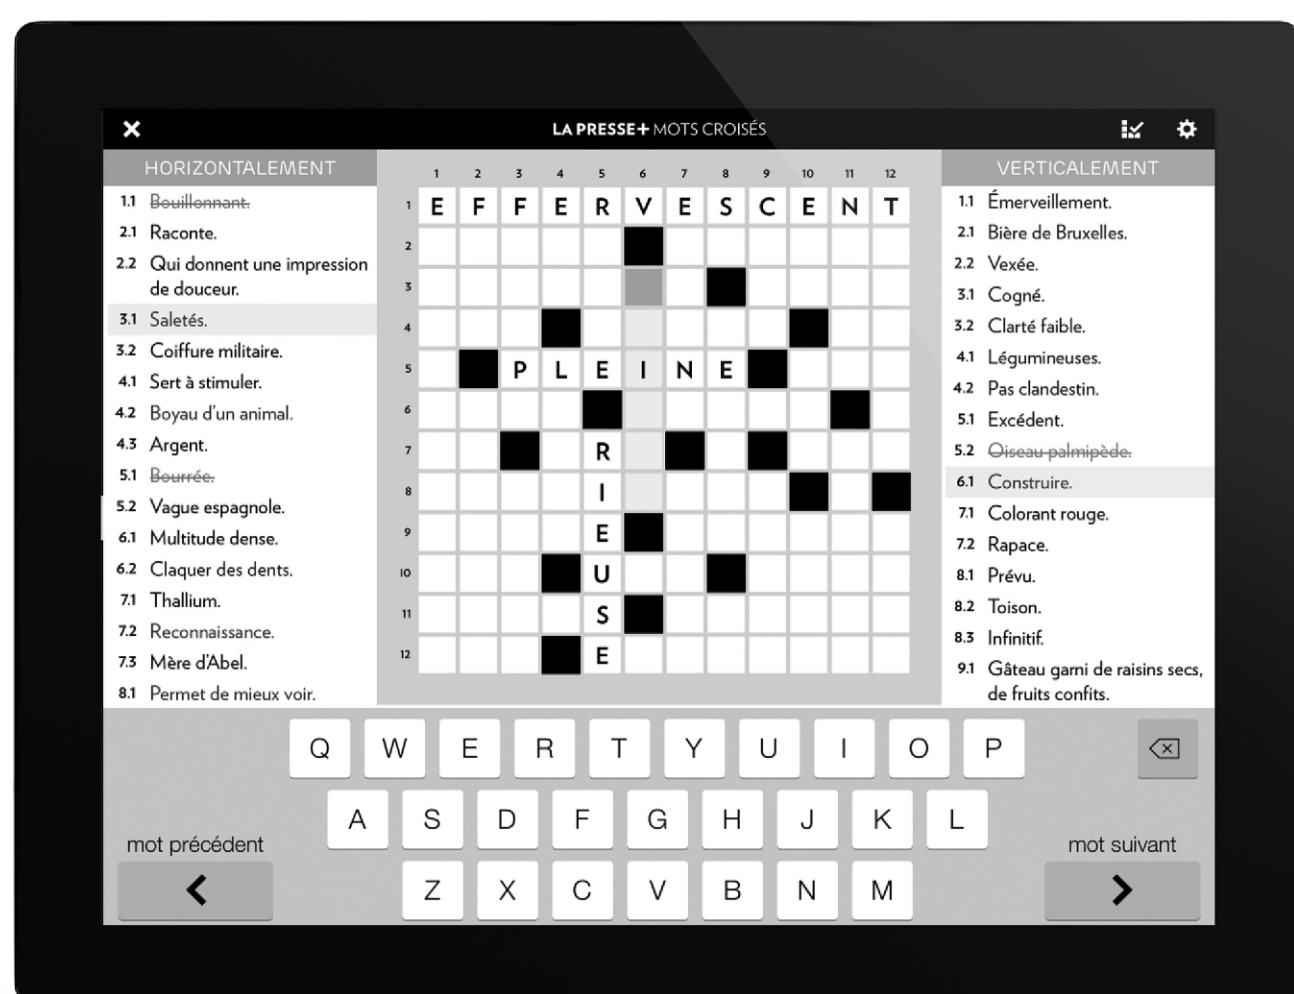 LA PRESSE+ MOTS CROISÉS
HORIZONTALEMENT
1.1 Bouillonnant.
2.1 Raconte.
2.2 Qui donnent une impression
de douceur.
3.1 Saletés.
3.2 Coiffure militaire.
4.1 Sert à stimuler.
4.2 Boyau d'un animal.
4.3 Argent.
5.1 Bourrée.
5.2 Vague espagnole.
6.1 Multitude dense.
6.2 Claquer des dents.
7.1 Thallium.
7.2 Reconnaissance.
7.3 Mère d'Abel.
8.1 Permet de mieux voir.
1 2 3 4 5 6 7 8 9 10 11 12
1 E F F E R V E S C E N T
2
3
4
5 P L E I N E
6
7 R
8 I
9 E
10 U
11 S
12 E
VERTICALEMENT
1.1 Émerveillement.
2.1 Bière de Bruxelles.
2.2 Vexée.
3.1 Cogné.
3.2 Clarté faible.
4.1 Légumineuses.
4.2 Pas clandestin.
5.1 Excédent.
5.2 Oiseau palmipède.
6.1 Construire.
7.1 Colorant rouge.
7.2 Rapace.
8.1 Prévu.
8.2 Toison.
8.3 Infinitif.
9.1 Gâteau garni de raisins secs,
de fruits confits.
Q W E R T Y U I O P
A S D F G H J K L
mot précédent
mot suivant
Z X C V B N M